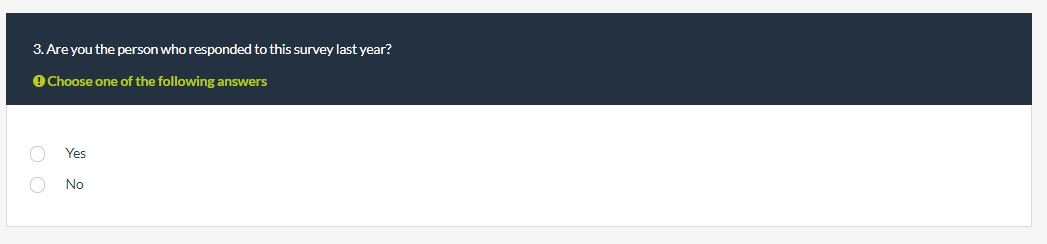 3. Are you the person who responded to this survey last year?
Choose one of the following answers
Yes
No